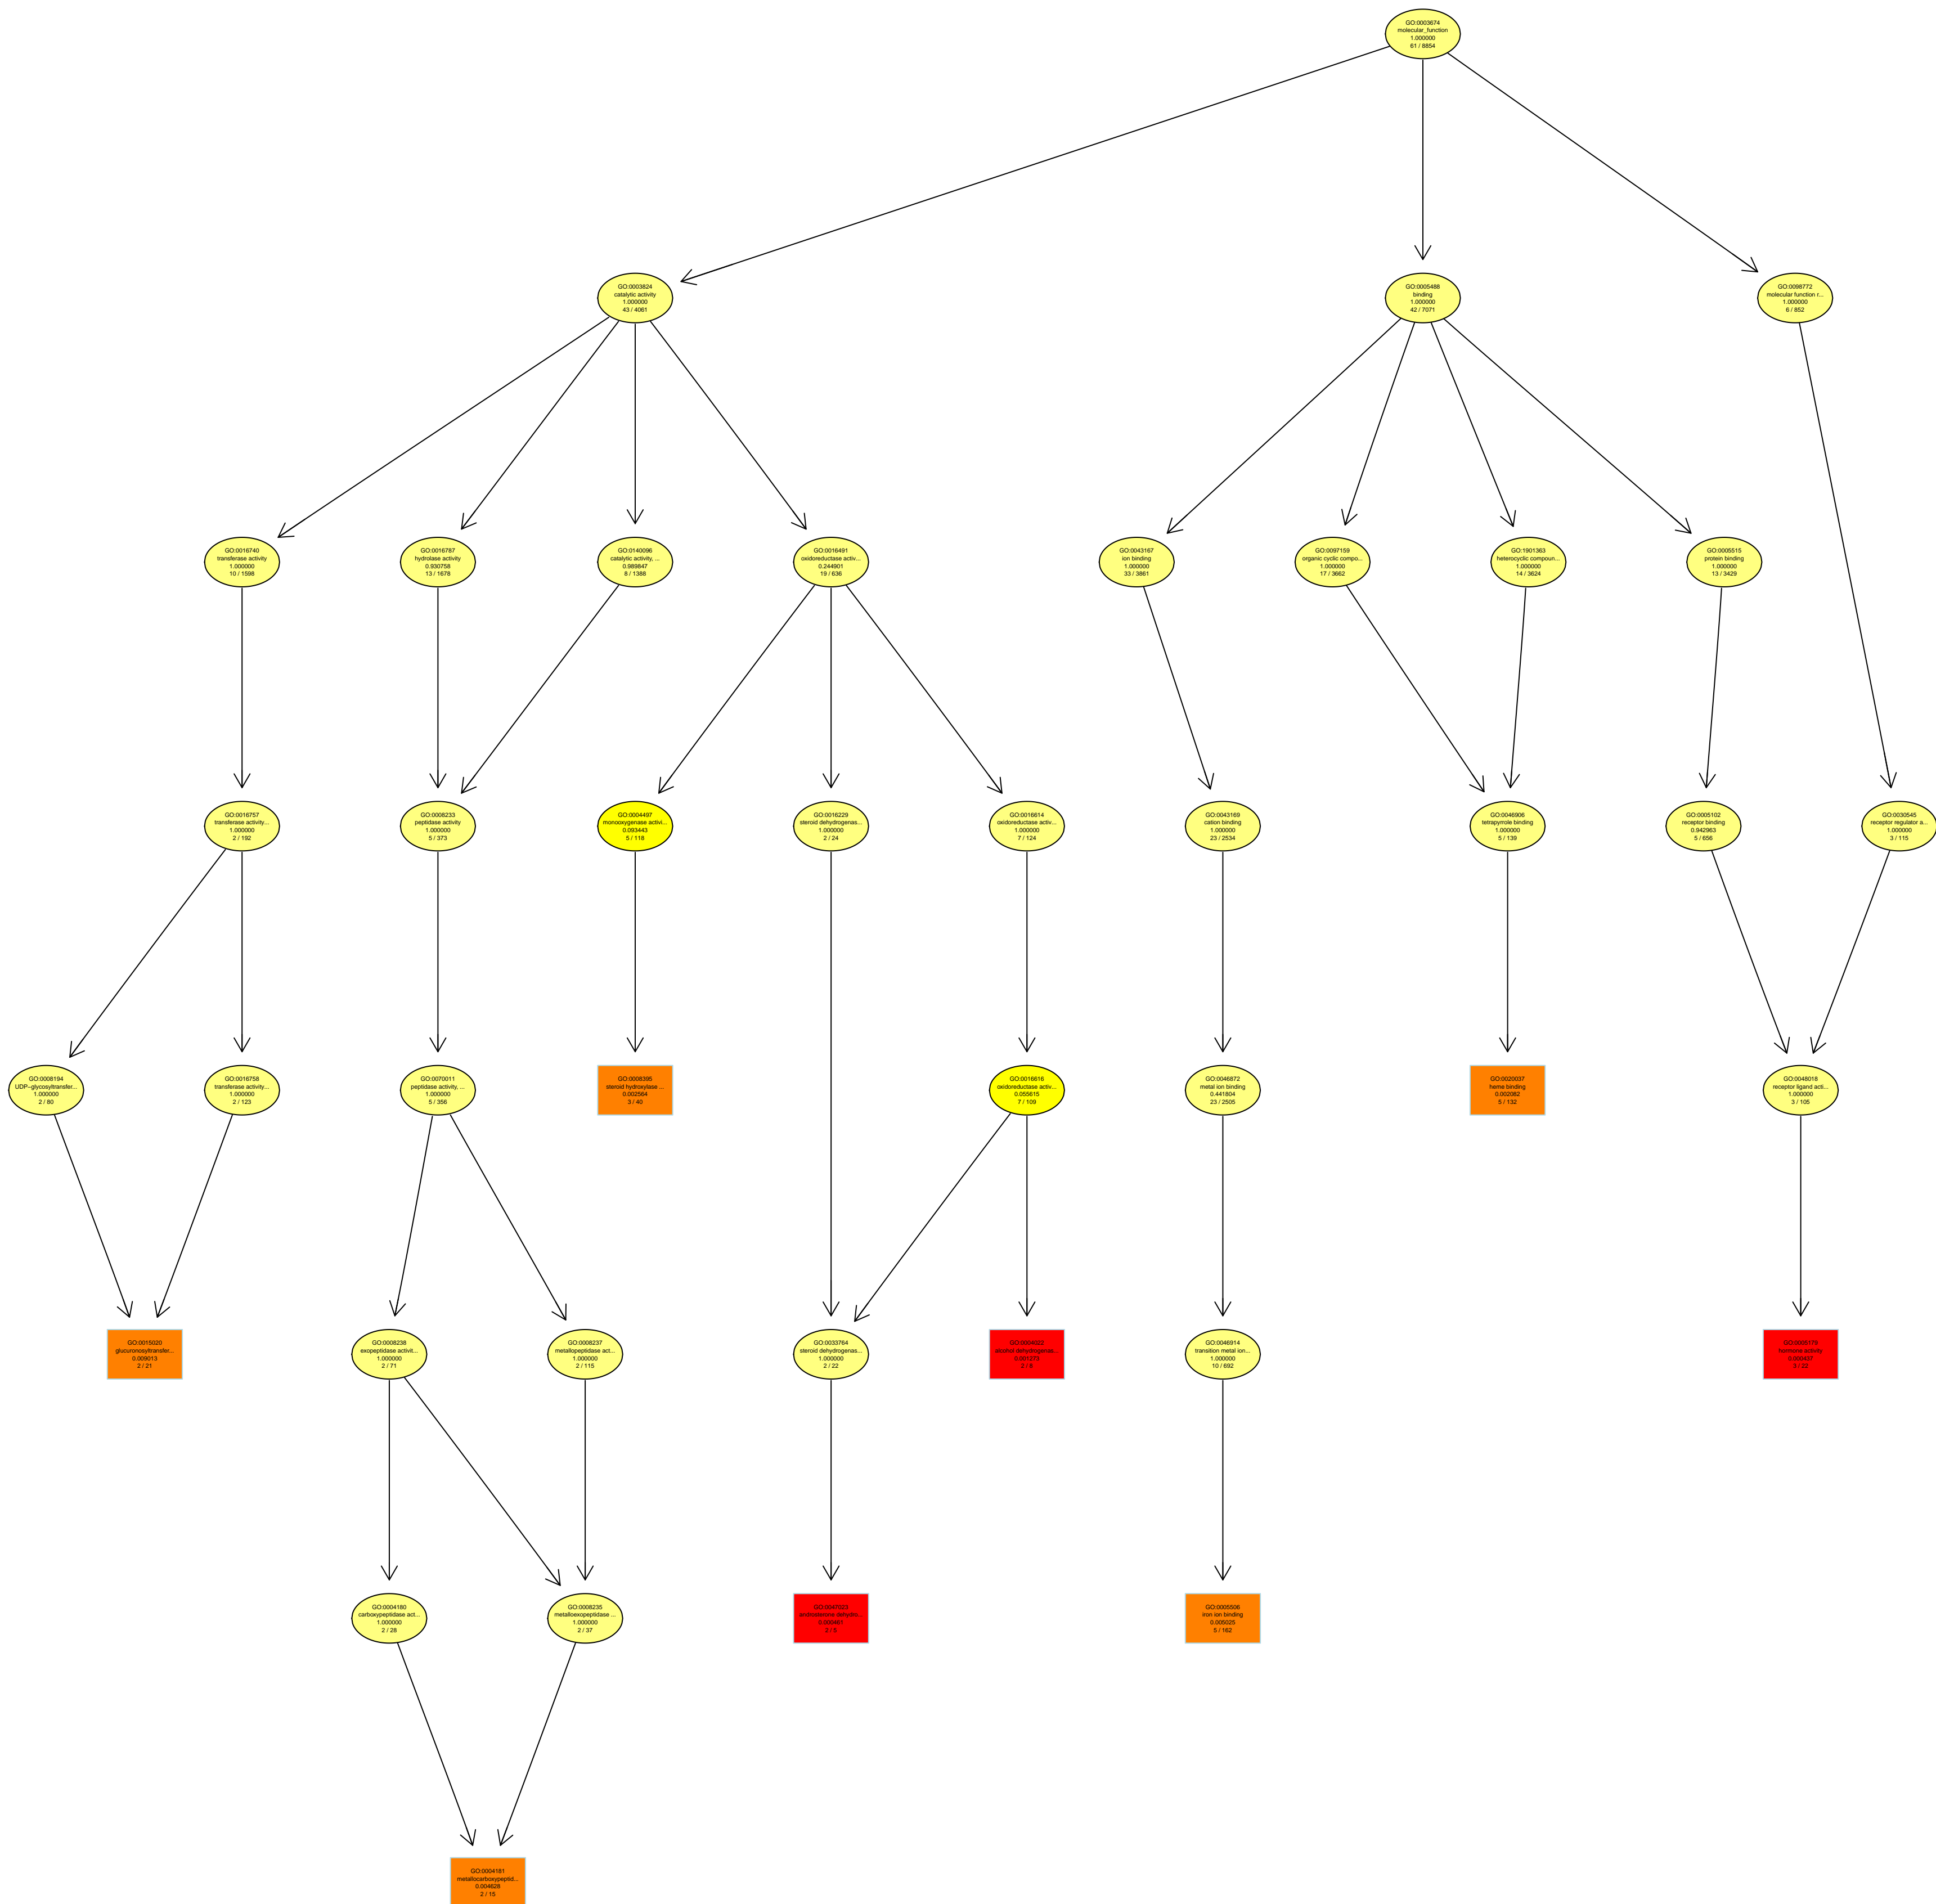 GO:0003674
molecular_function
1.000000
61 / 8854
GO:0003824
catalytic activity
1.000000
43 / 4061
GO:0005488
binding
1.000000
42 / 7071
GO:0098772
molecular function r...
1.000000
6 / 852
GO:0016740
transferase activity
1.000000
10 / 1598
GO:0016787
hydrolase activity
0.930758
13 / 1678
GO:0140096
catalytic activity, ...
0.989847
8 / 1388
GO:0016491
oxidoreductase activ...
0.244901
19 / 636
GO:0043167
ion binding
1.000000
33 / 3861
GO:0097159
organic cyclic compo...
1.000000
17 / 3662
GO:1901363
heterocyclic compoun...
1.000000
14 / 3624
GO:0005515
protein binding
1.000000
13 / 3429
GO:0016757
transferase activity...
1.000000
2 / 192
GO:0008233
peptidase activity
1.000000
5 / 373
GO:0004497
monooxygenase activi...
0.093443
5 / 118
GO:0016229
steroid dehydrogenas...
1.000000
2 / 24
GO:0016614
oxidoreductase activ...
1.000000
7 / 124
GO:0043169
cation binding
1.000000
23 / 2534
GO:0046906
tetrapyrrole binding
1.000000
5 / 139
GO:0005102
receptor binding
0.942963
5 / 656
GO:0030545
receptor regulator a...
1.000000
3 / 115
GO:0008194
UDP−glycosyltransfer...
1.000000
2 / 80
GO:0016758
transferase activity...
1.000000
2 / 123
GO:0070011
peptidase activity, ...
1.000000
5 / 356
GO:0008395
steroid hydroxylase ...
0.002564
3 / 40
GO:0016616
oxidoreductase activ...
0.055615
7 / 109
GO:0046872
metal ion binding
0.441804
23 / 2505
GO:0020037
heme binding
0.002082
5 / 132
GO:0048018
receptor ligand acti...
1.000000
3 / 105
GO:0015020
glucuronosyltransfer...
0.009013
2 / 21
GO:0008238
exopeptidase activit...
1.000000
2 / 71
GO:0008237
metallopeptidase act...
1.000000
2 / 115
GO:0033764
steroid dehydrogenas...
1.000000
2 / 22
GO:0004022
alcohol dehydrogenas...
0.001273
2 / 8
GO:0046914
transition metal ion...
1.000000
10 / 692
GO:0005179
hormone activity
0.000437
3 / 22
GO:0004180
carboxypeptidase act...
1.000000
2 / 28
GO:0008235
metalloexopeptidase ...
1.000000
2 / 37
GO:0047023
androsterone dehydro...
2 / 5
GO:0005506
iron ion binding
0.005025
5 / 162
GO:0004181
metallocarboxypeptid...
0.004628
2 / 15